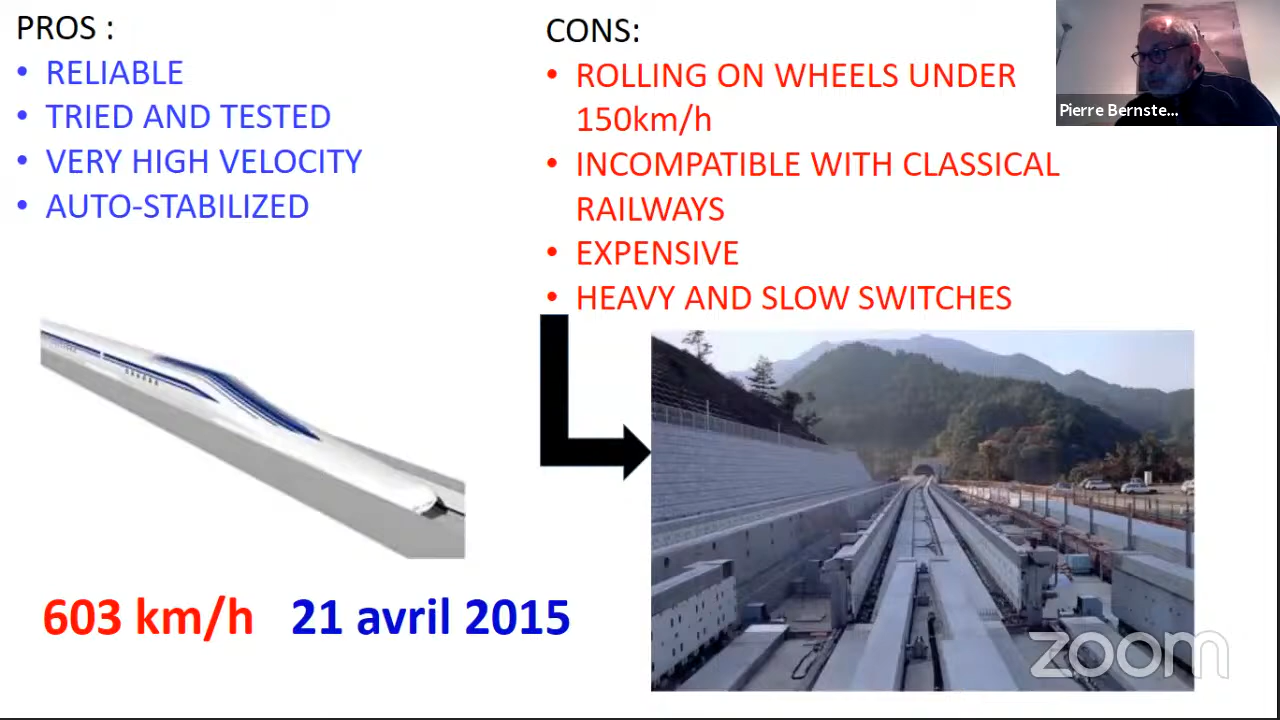 PROS :
• RELIABLE
• TRIED AND TESTED
• VERY HIGH VELOCITY
• AUTO-STABILIZED
CONS:
• ROLLING ON WHEELS UNDER
150km/h
• INCOMPATIBLE WITH CLASSICAL
RAILWAYS
• EXPENSIVE
• HEAVY AND SLOW SWITCHES
Pierre Bernste...
603 km/h 21 avril 2015
zoom